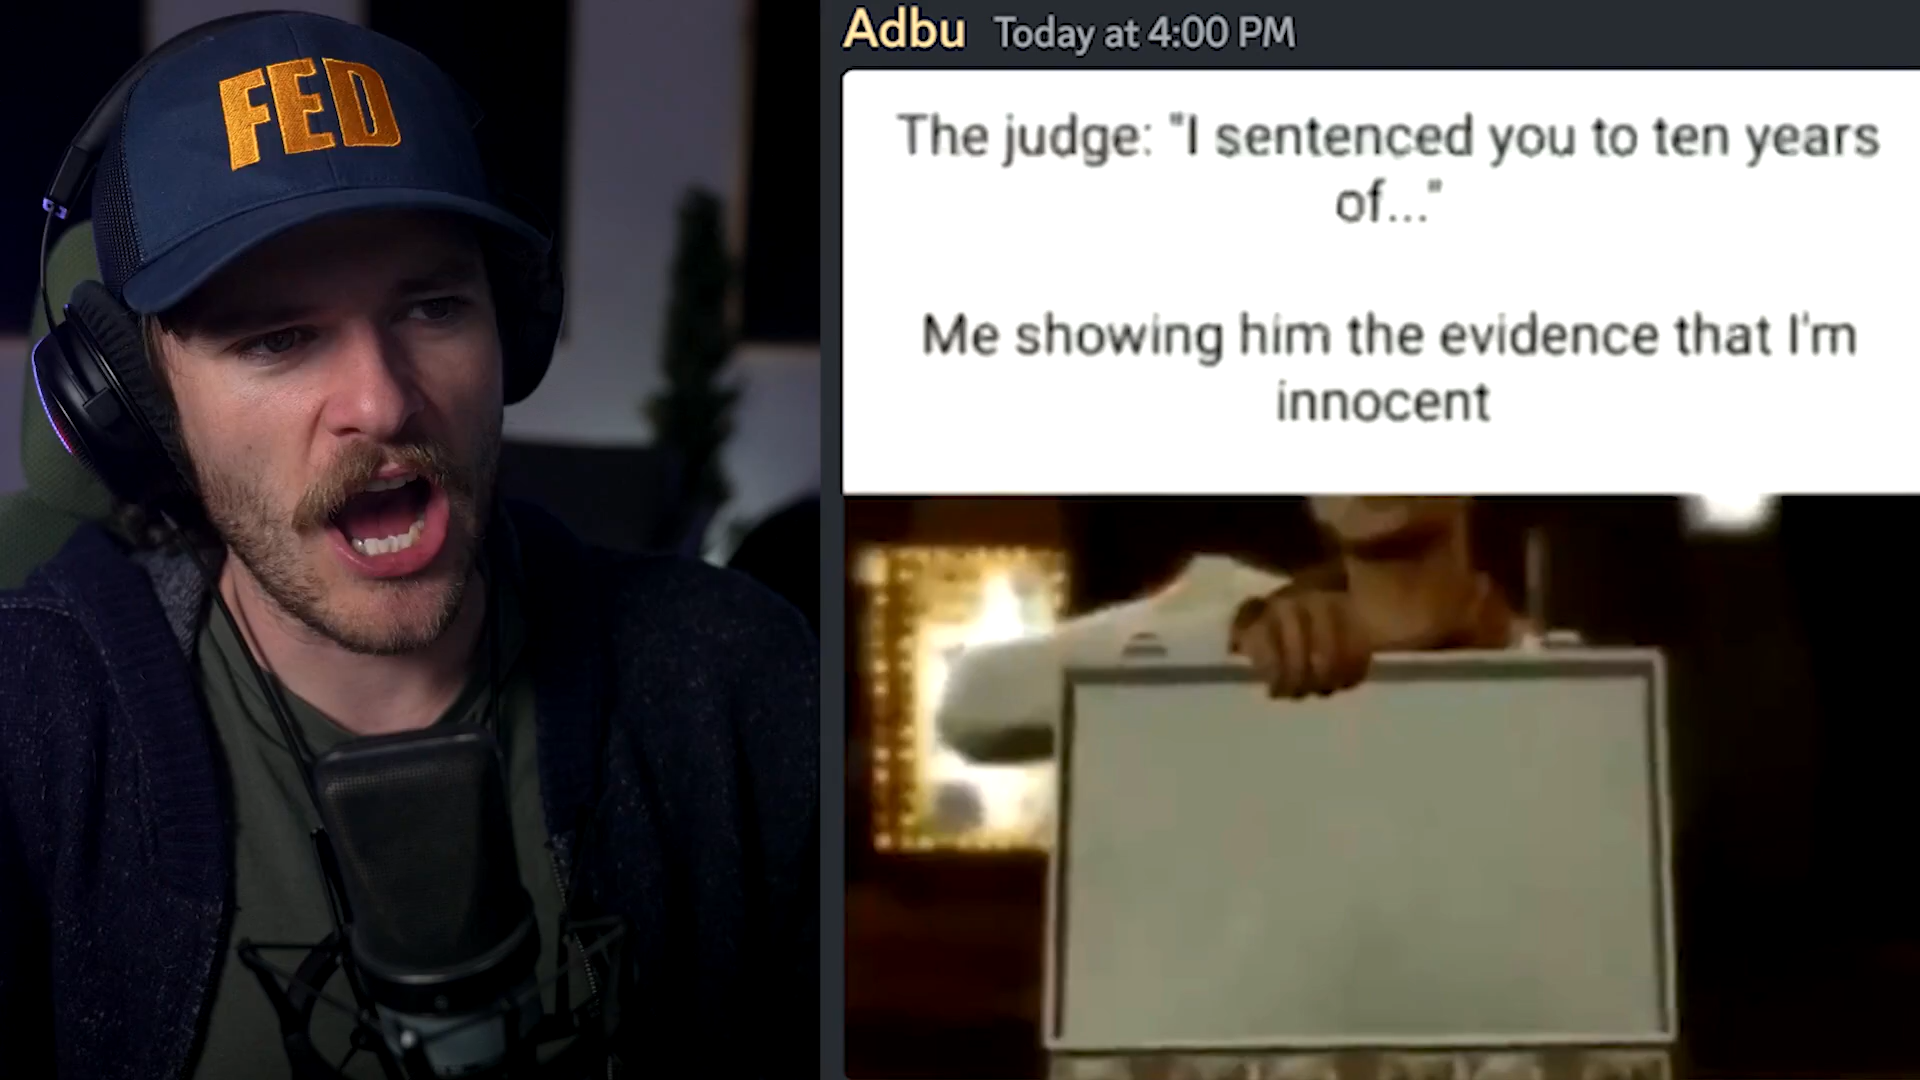 FED
Adbu Today at 4:00 PM
The judge: "I sentenced you to ten years
of..."
Me showing him the evidence that I'm
innocent